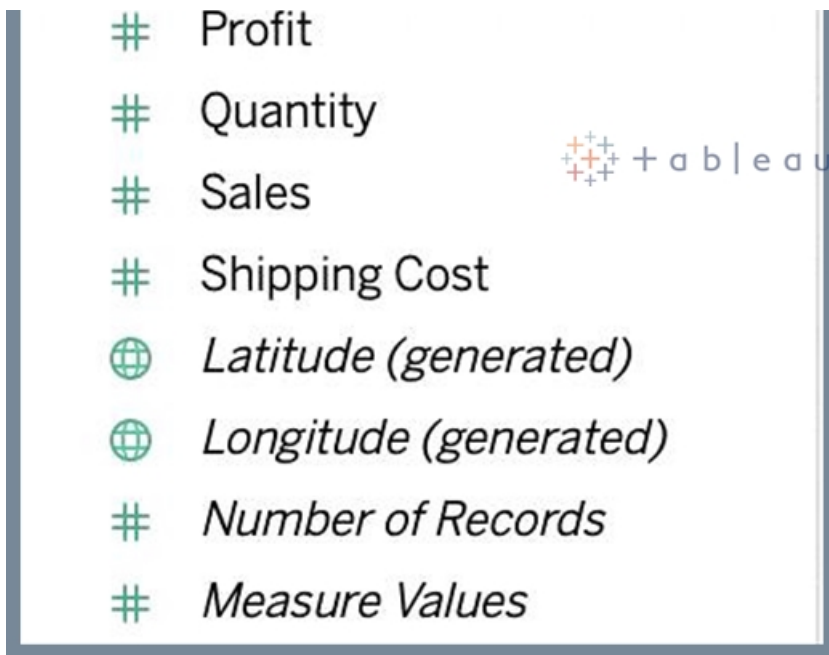 Profit
Quantity
+ableau
Sales
Shipping Cost
Latitude (generated)
Longitude (generated)
Number of Records
Measure Values